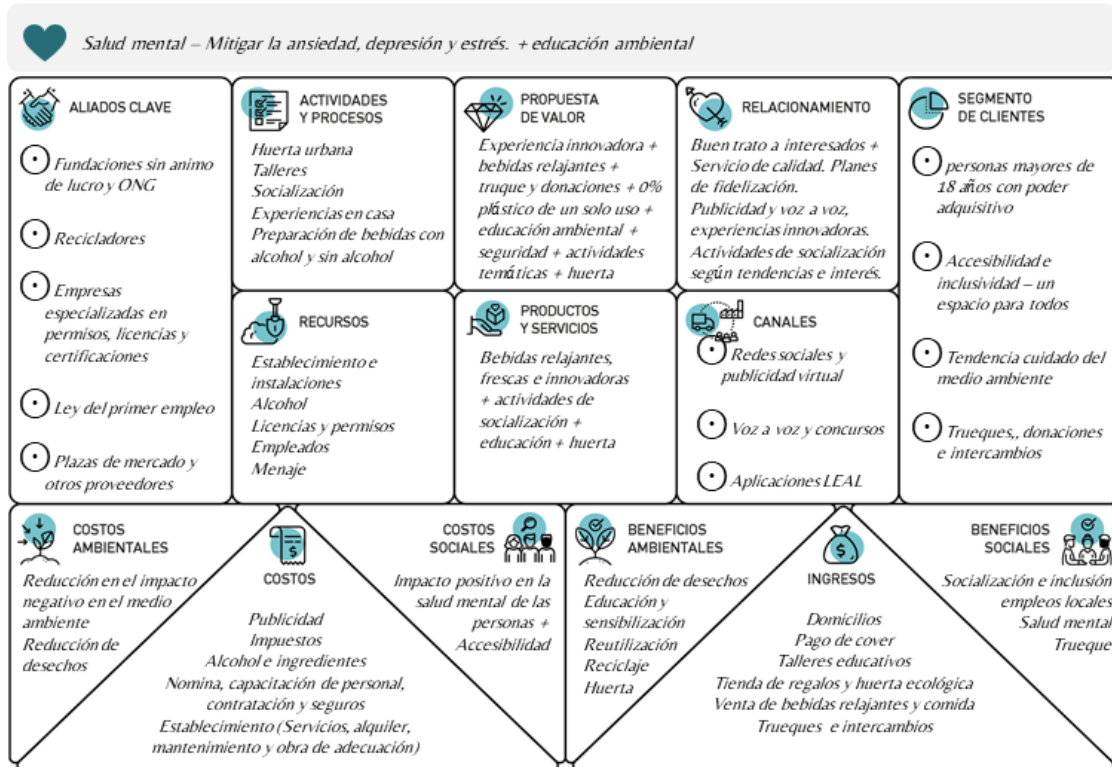 Salud mental – Mitigar la ansiedad, depresión y estrés. + educación ambiental
ALIADOS CLAVE
Fundaciones sin animo
de lucro y ONG
Recicladores
Empresas
especializadas en
permisos, licencias y
certificaciones
Ley del primer empleo
Plazas de mercado y
otros proveedores
ACTIVIDADES
Y PROCESOS
Huerta urbana
Talleres
Socialización
Experiencias en casa
Preparación de bebidas con
alcohol y sin alcohol
RECURSOS
Establecimiento e
instalaciones
Alcohol
Licencias y permisos
Empleados
Menaje
PROPUESTA
DE VALOR
Experiencia innovadora +
bebidas relajantes +
truque y donaciones + 0%
plástico de un solo uso +
educación ambiental +
seguridad + actividades
temáticas + huerta
PRODUCTOS
Y SERVICIOS
Bebidas relajantes,
frescas e innovadoras
+ actividades de
socialización +
educación + huerta
RELACIONAMIENTO
Buen trato a interesados +
Servicio de calidad. Planes
de fidelización.
Publicidad y voz a voz,
experiencias innovadoras.
Actividades de socialización
según tendencias e interés.
CANALES
Redes sociales y
publicidad virtual
Voz a voz y concursos
Aplicaciones LEAL
SEGMENTO
DE CLIENTES
personas mayores de
18 años con poder
adquisitivo
Accesibilidad e
inclusividad – un
espacio para todos
Tendencia cuidado del
medio ambiente
Trueques,, donaciones
e intercambios
COSTOS
AMBIENTALES
Reducción en el impacto
negativo en el medio
ambiente
Reducción de
desechos
COSTOS
Publicidad
Impuestos
Alcohol e ingredientes
Nomina, capacitación de personal,
contratación y seguros
Establecimiento (Servicios, alquiler,
mantenimiento y obra de adecuación)
COSTOS
SOCIALES
Impacto positivo en la
salud mental de las
personas +
Accesibilidad
BENEFICIOS
AMBIENTALES
Reducción de desechos
Educación y
sensibilización
Reutilización
Reciclaje
Huerta
INGRESOS
Domicilios
Pago de cover
Talleres educativos
Tienda de regalos y huerta ecológica
Venta de bebidas relajantes y comida
Trueques e intercambios
BENEFICIOS
SOCIALES
Socialización e inclusión
empleos locales
Salud mental
Trueque